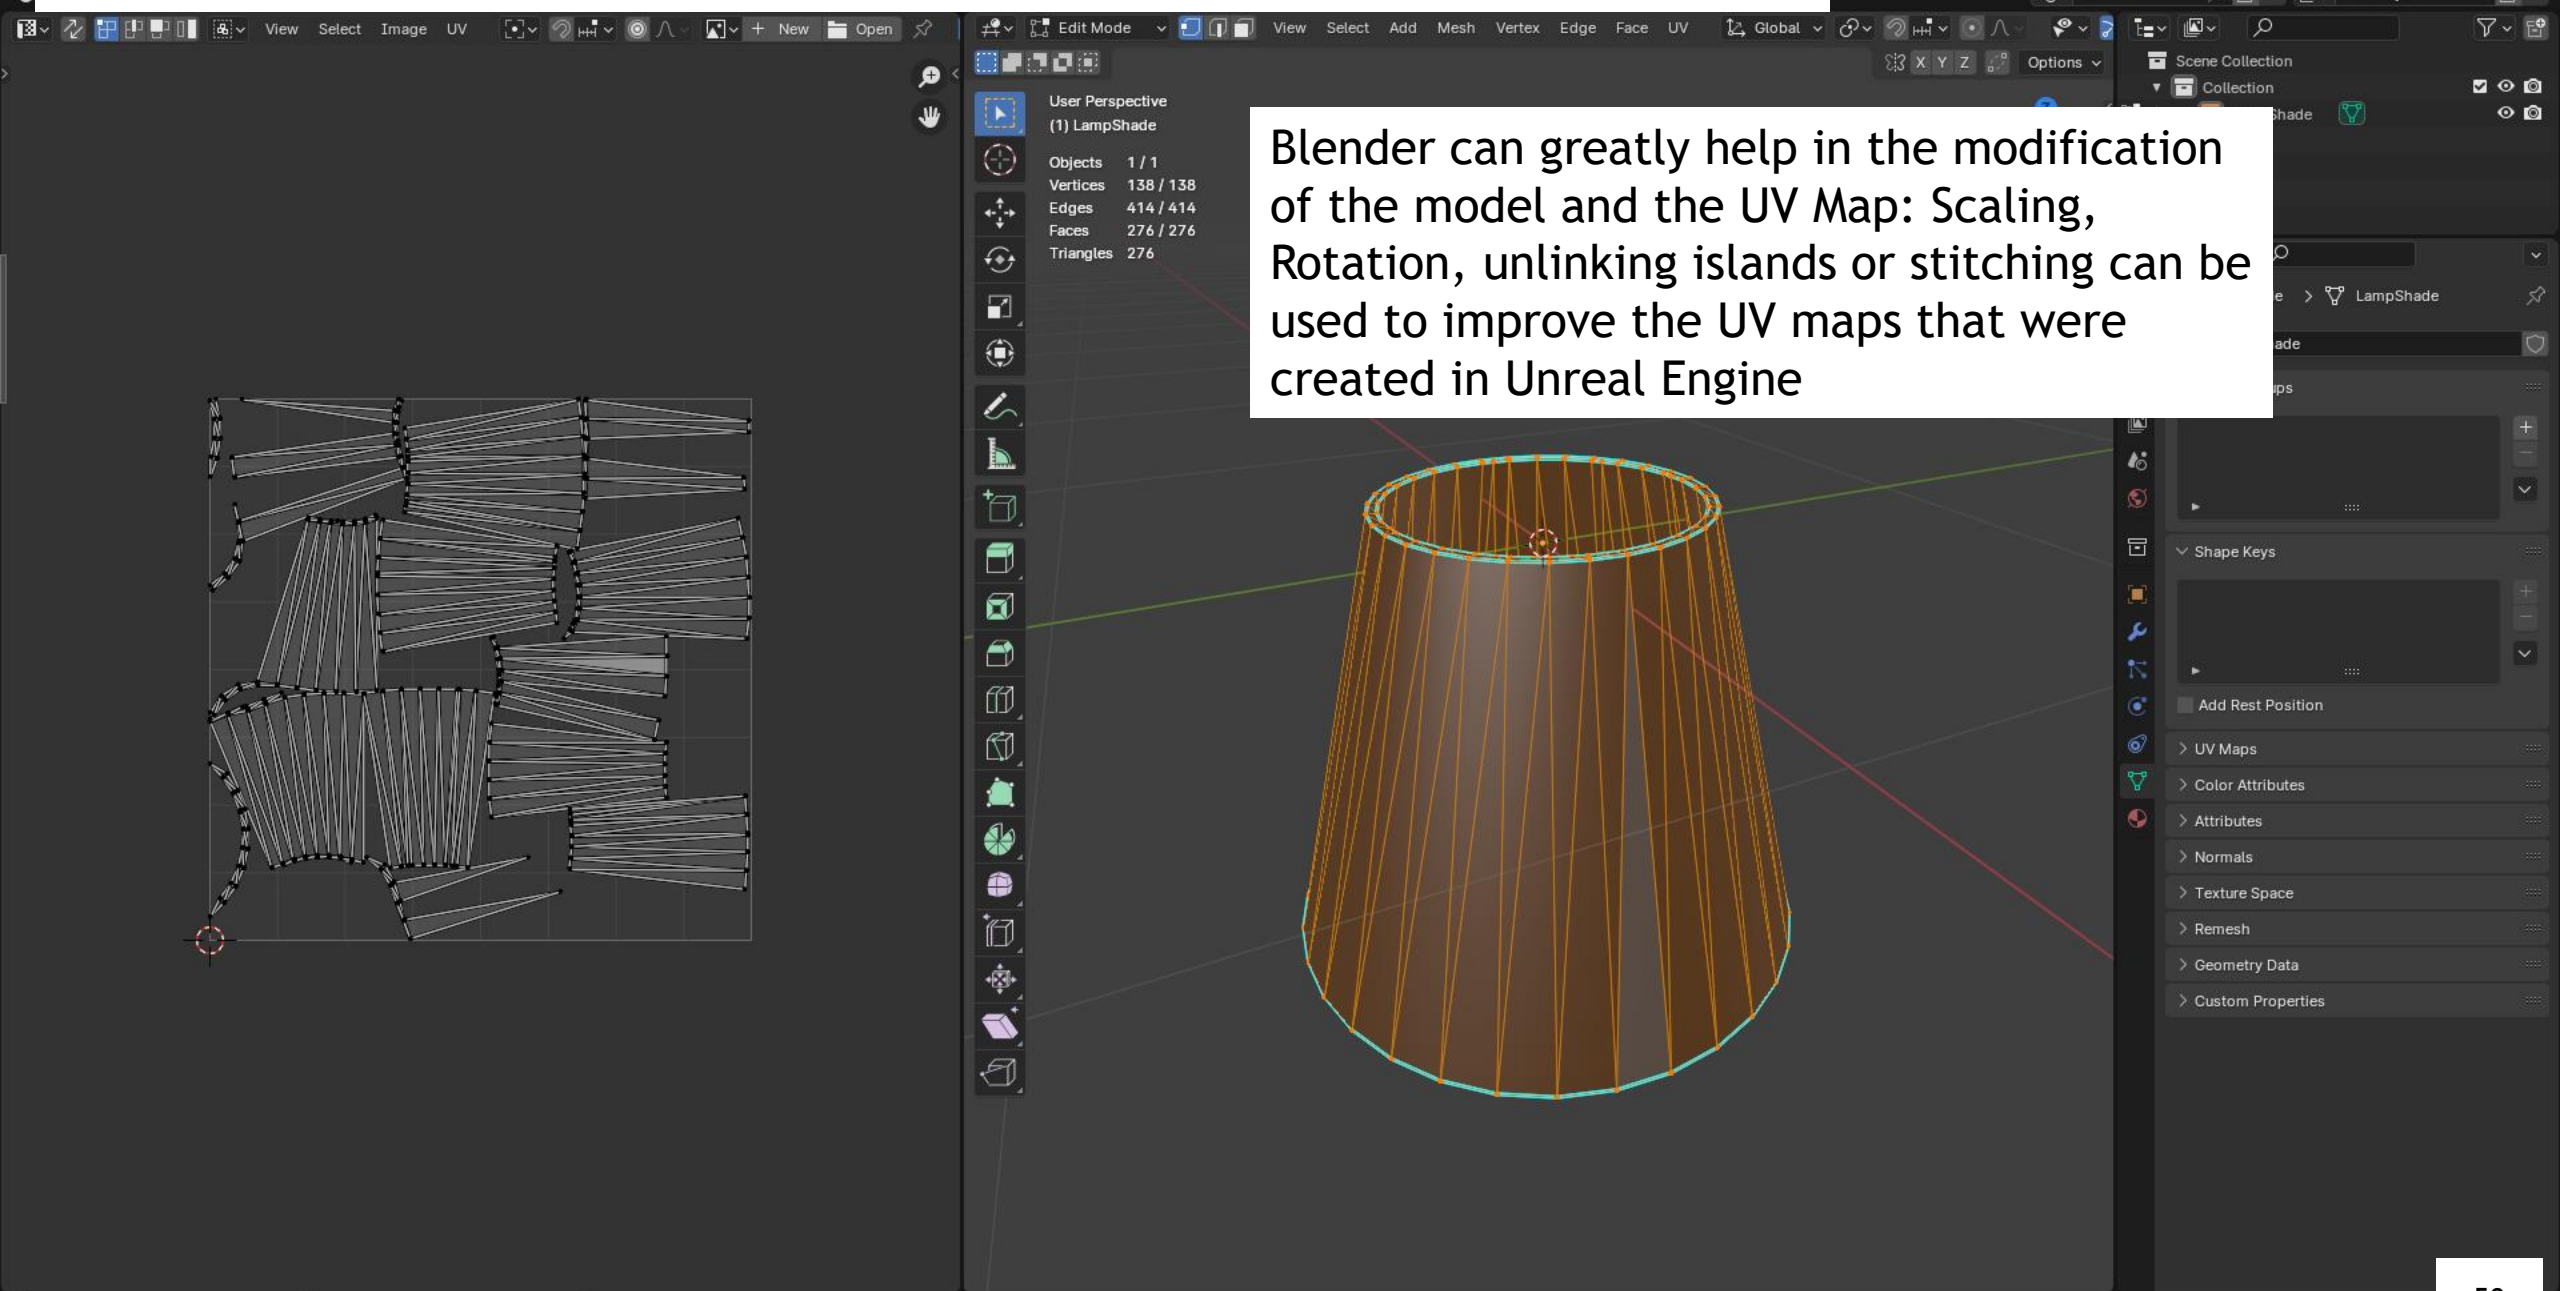 View Select Image UV New Open
Edit Mode View Select Add Mesh Vertex Edge Face UV Global
X Y Z Options
User Perspective
(1) LampShade
Objects 1 / 1
Vertices 138 / 138
Edges 414 / 414
Faces 276 / 276
Triangles 276
Blender can greatly help in the modification
of the model and the UV Map: Scaling,
Rotation, unlinking islands or stitching can be
used to improve the UV maps that were
created in Unreal Engine
Scene Collection
Collection
LampShade
Shape Keys
Add Rest Position
UV Maps
Color Attributes
Attributes
Normals
Texture Space
Remesh
Geometry Data
Custom Properties